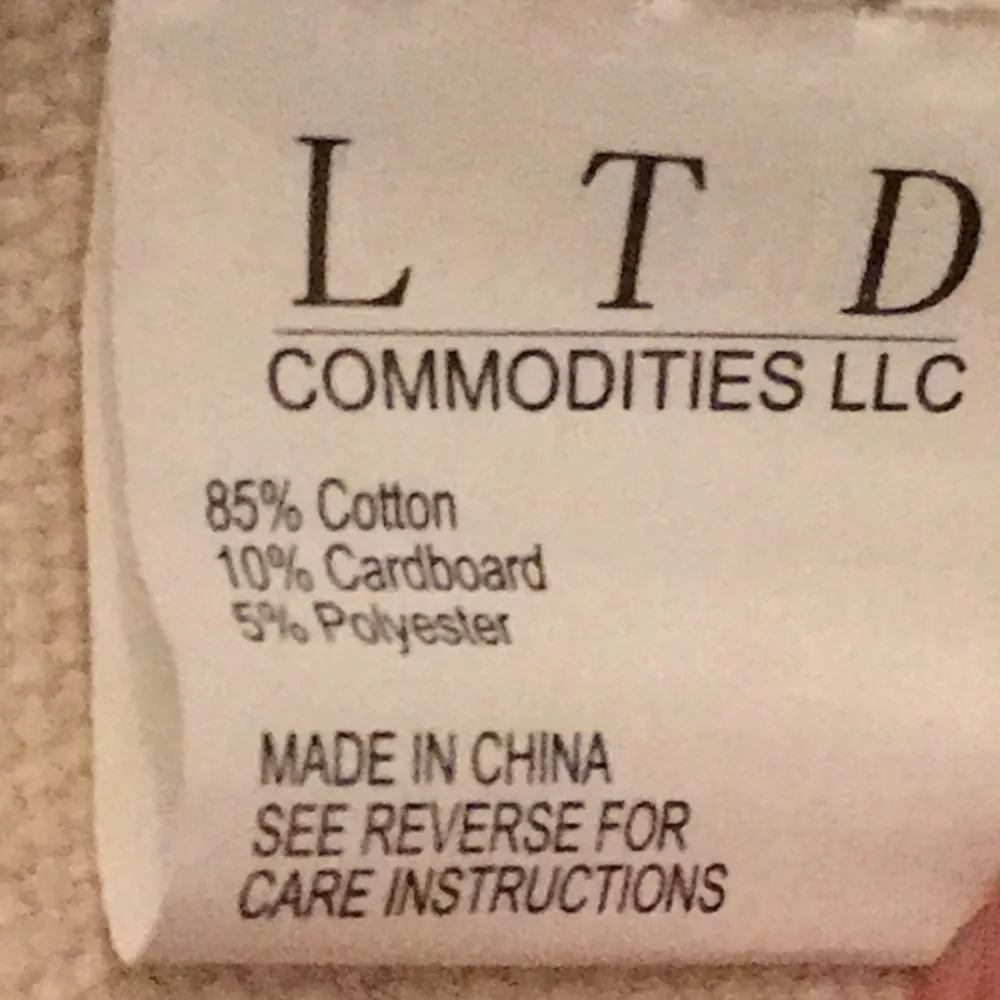 L T D
COMMODITIES LLC
85% Cotton
10% Cardboard
5% Polyester
MADE IN CHINA
SEE REVERSE FOR
CARE INSTRUCTIONS